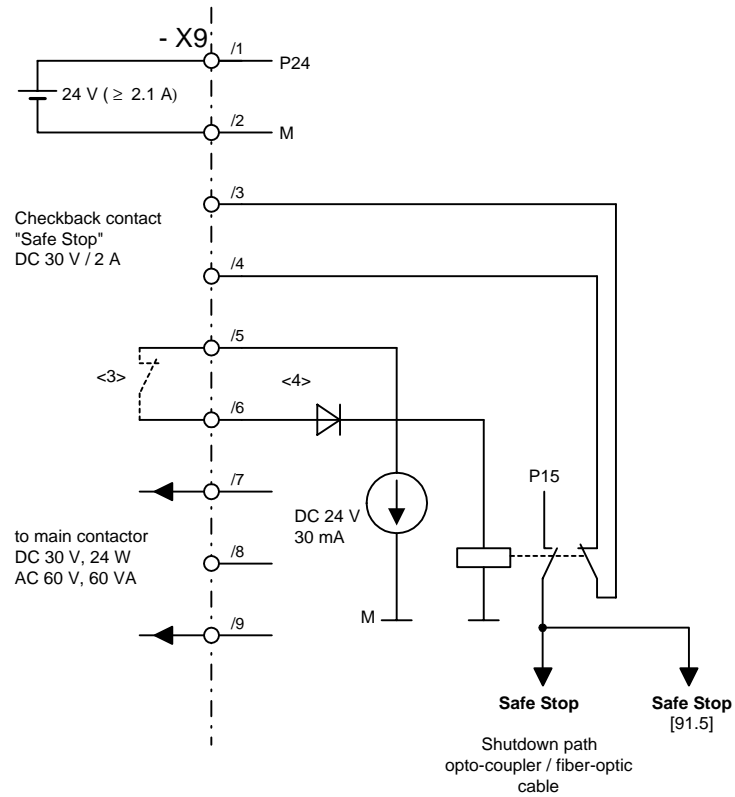 - X9
/1
P24
24 V ( ≥ 2.1 A)
/2
M
/3
Checkback contact
"Safe Stop"
DC 30 V / 2 A
/4
/5
<3>
<4>
/6
P15
/7
DC 24 V
30 mA
to main contactor
DC 30 V, 24 W
AC 60 V, 60 VA
/8
M
/9
Safe Stop
Safe Stop
[91.5]
Shutdown path
opto-coupler / fiber-optic
cable